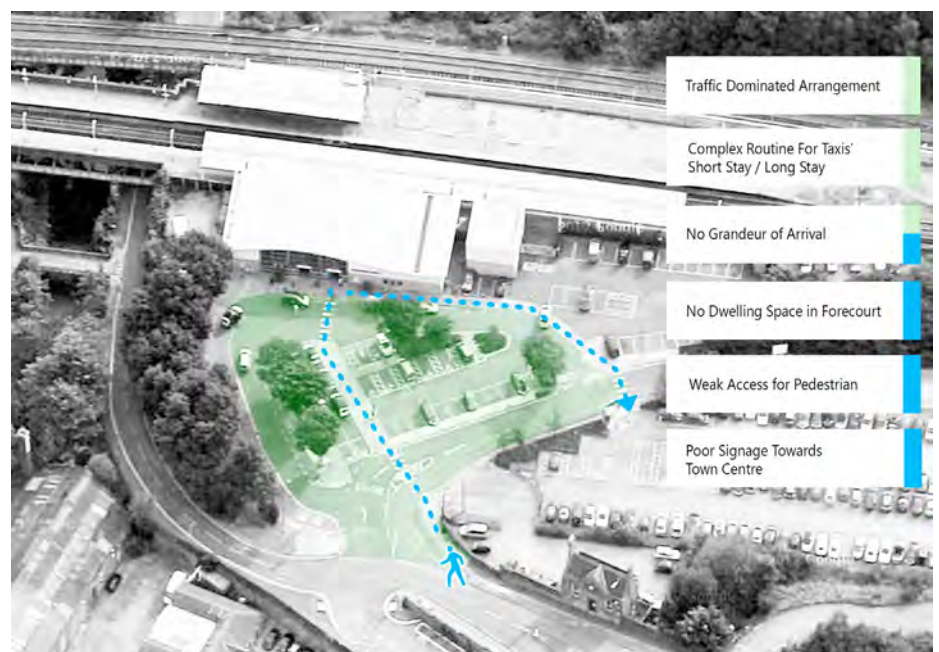 Traffic Dominated Arrangement
Complex Routine For Taxis'
Short Stay / Long Stay
No Grandeur of Arrival
No Dwelling Space in Forecourt
Weak Access for Pedestrian
Poor Signage Towards
Town Centre